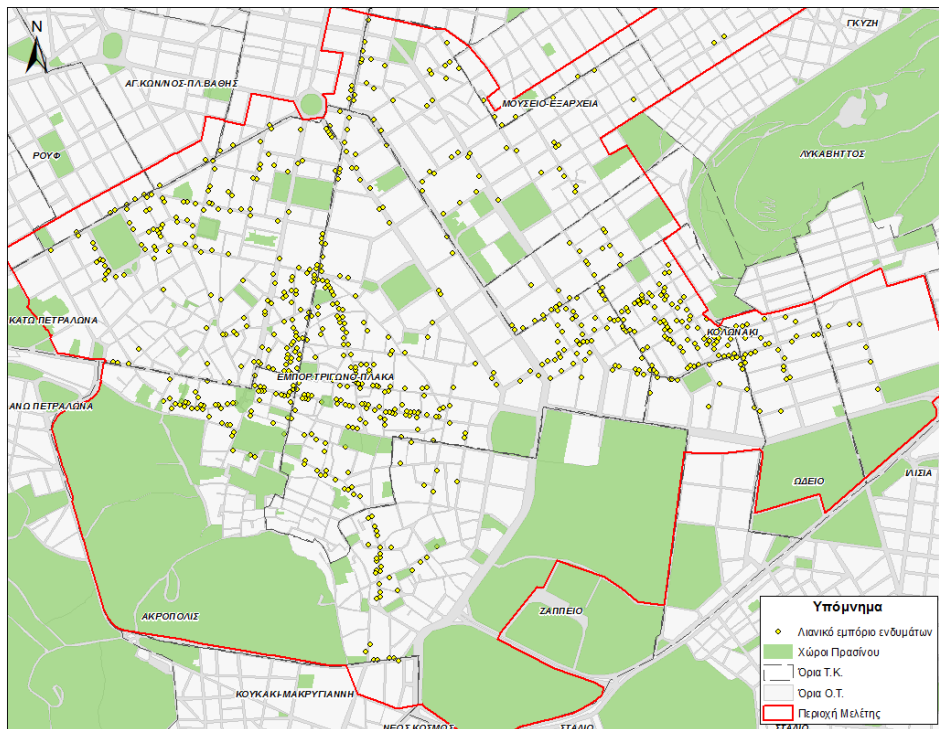 N
ΓΚΥΖΗ
ΑΓ.ΚΩΝ/ΝΟΣ-ΠΛ.ΒΑΘΗΣ
ΜΟΥΣΕΙΟ-ΕΞΑΡΧΕΙΑ
ΡΟΥΦ
ΛΥΚΑΒΗΤΤΟΣ
ΚΑΤΩ ΠΕΤΡΑΛΩΝΑ
ΚΟΛΩΝΑΚΙ
ΕΜΠΟΡ.ΤΡΙΓΩΝΟ-ΠΛΑΚΑ
ΑΝΩ ΠΕΤΡΑΛΩΝΑ
ΙΛΙΣΙΑ
ΩΔΕΙΟ
ΖΑΠΠΕΙΟ
ΑΚΡΟΠΟΛΙΣ
ΚΟΥΚΑΚΙ-ΜΑΚΡΥΓΙΑΝΝΗ
ΝΕΟΣ ΚΟΣΜΟΣ
ΣΤΑΔΙΟ
ΣΤΑΔΙΟ
Υπόμνημα
Λιανικό εμπόριο ενδυμάτων
Χώροι Πρασίνου
Όρια Τ.Κ.
Όρια Ο.Τ.
Περιοχή Μελέτης